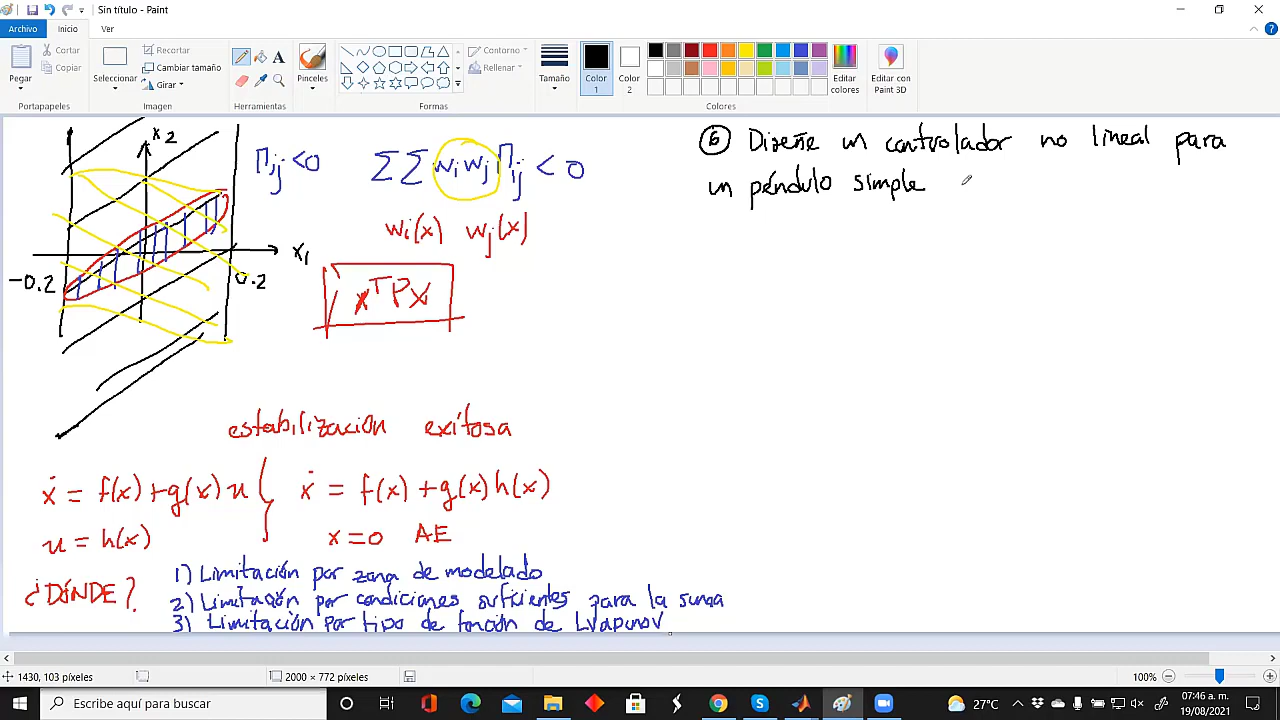 Sin título - Paint
Archivo Inicio Ver
Pegar
Cortar
Copiar
Portapapeles
Seleccionar
Recortar
Cambiar tamaño
Girar
Imagen
A
Herramientas
Pinceles
Contorno
Rellenar
Formas
Tamaño
Color 1
Color 2
Editar colores
Editar con Paint 3D
Colores
x2
x1
-0.2
0.2
Πij<0
ΣΣ wi wj Πij < 0
wi(x) wj(x)
xᵀPx
⑥ Diseñe un controlador no lineal para
un péndulo simple
estabilización exítosa
ẋ = f(x)+g(x)u
u = h(x)
ẋ = f(x)+g(x)h(x)
x=0 AE
¿DÓNDE?
1) Limitación por zona de modelado
2) Limitación por condiciones suficientes para la suma
3) Limitación por tipo de función de Lyapunov
1430, 103 píxeles
2000 × 772 píxeles
100%
Escribe aquí para buscar
27°C
07:46 a. m.
19/08/2021